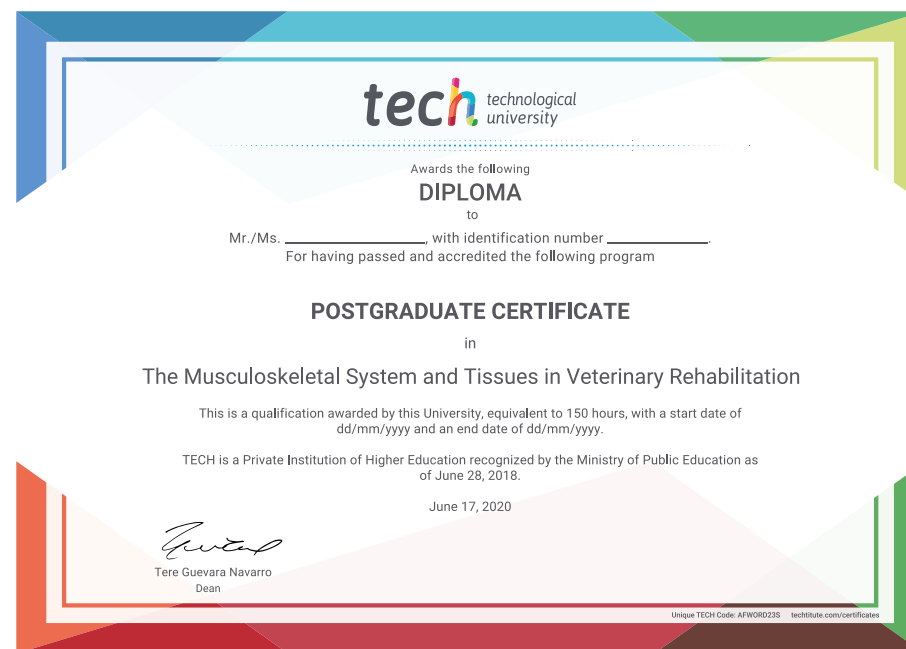 tech technological
university
Awards the following
DIPLOMA
to
Mr./Ms. ____________________, with identification number ______________.
For having passed and accredited the following program
POSTGRADUATE CERTIFICATE
in
The Musculoskeletal System and Tissues in Veterinary Rehabilitation
This is a qualification awarded by this University, equivalent to 150 hours, with a start date of
dd/mm/yyyy and an end date of dd/mm/yyyy.
TECH is a Private Institution of Higher Education recognized by the Ministry of Public Education as
of June 28, 2018.
June 17, 2020
Tere Guevara Navarro
Dean
Unique TECH Code: AFWORD23S techtitute.com/certificates